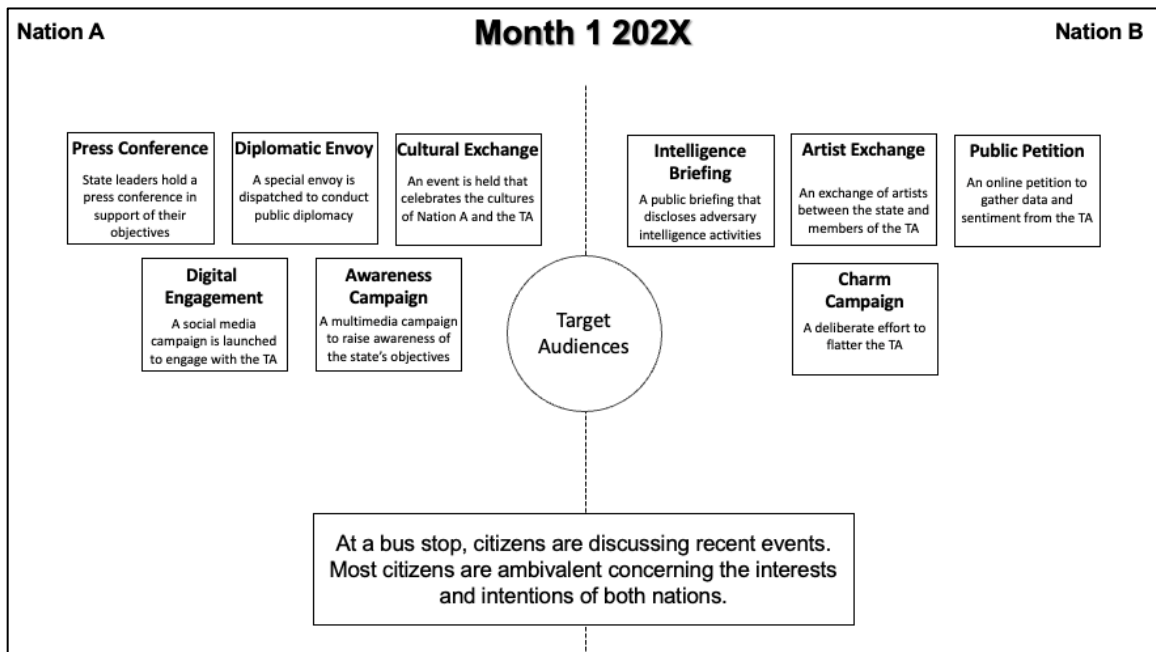 Nation A
Month 1 202X
Nation B
Press Conference
State leaders hold a
press conference in
support of their
objectives
Diplomatic Envoy
A special envoy is
dispatched to conduct
public diplomacy
Cultural Exchange
An event is held that
celebrates the cultures
of Nation A and the TA
Digital
Engagement
A social media
campaign is launched
to engage with the TA
Awareness
Campaign
A multimedia campaign
to raise awareness of
the state's objectives
Target
Audiences
Intelligence
Briefing
A public briefing that
discloses adversary
intelligence activities
Artist Exchange
An exchange of artists
between the state and
members of the TA
Public Petition
An online petition to
gather data and
sentiment from the TA
Charm
Campaign
A deliberate effort to
flatter the TA
At a bus stop, citizens are discussing recent events.
Most citizens are ambivalent concerning the interests
and intentions of both nations.